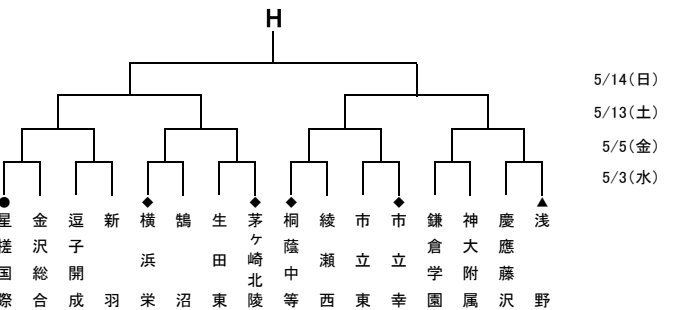 H
5/14(日)
5/13(土)
5/5(金)
5/3(水)
●
◆
◆
◆
◆
▲
星槎国際
金沢総合
逗子開成
新羽
横浜栄
鵠沼
生田東
茅ケ崎北陵
桐蔭中等
綾瀬西
市立東
市立幸
鎌倉学園
神大附属
慶應藤沢
浅野